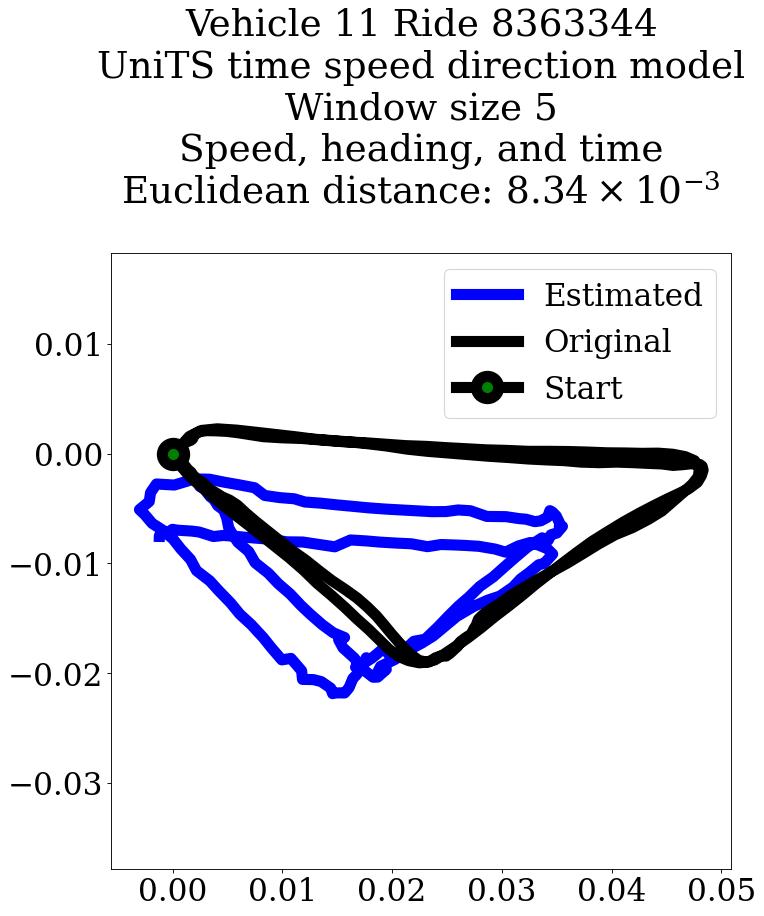 Vehicle 11 Ride 8363344
UniTS time speed direction model
Window size 5
Speed, heading, and time
Euclidean distance: 8.34 × 10⁻³
Estimated
Original
Start
0.01
0.00
−0.01
−0.02
−0.03
0.00 0.01 0.02 0.03 0.04 0.05